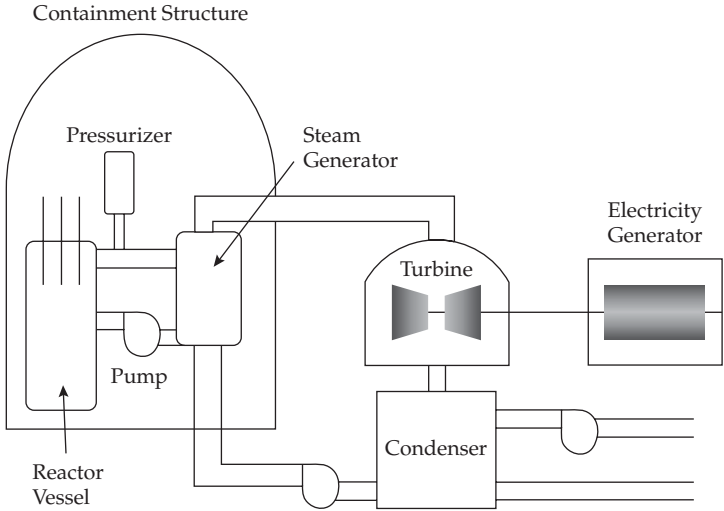 Containment Structure
Pressurizer
Steam
Generator
Electricity
Generator
Turbine
Pump
Condenser
Reactor
Vessel